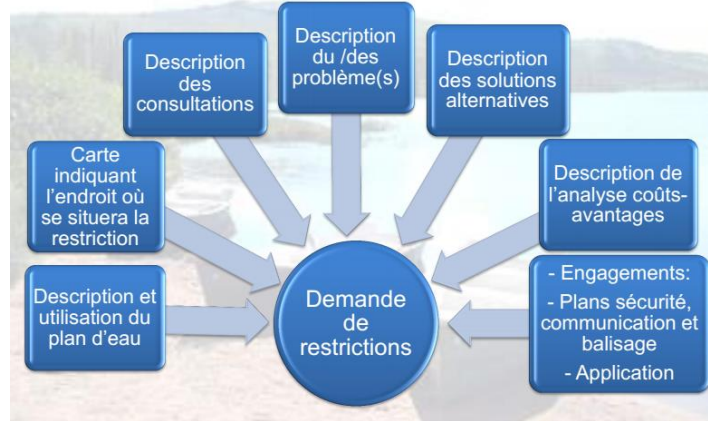 Description
des
consultations
Description
du /des
problème(s)
Description
des solutions
alternatives
Carte
indiquant
l'endroit où
se situera la
restriction
Description de
l'analyse coûts-
avantages
Description et
utilisation du
plan d'eau
Demande
de
restrictions
- Engagements:
- Plans sécurité,
communication et
balisage
- Application